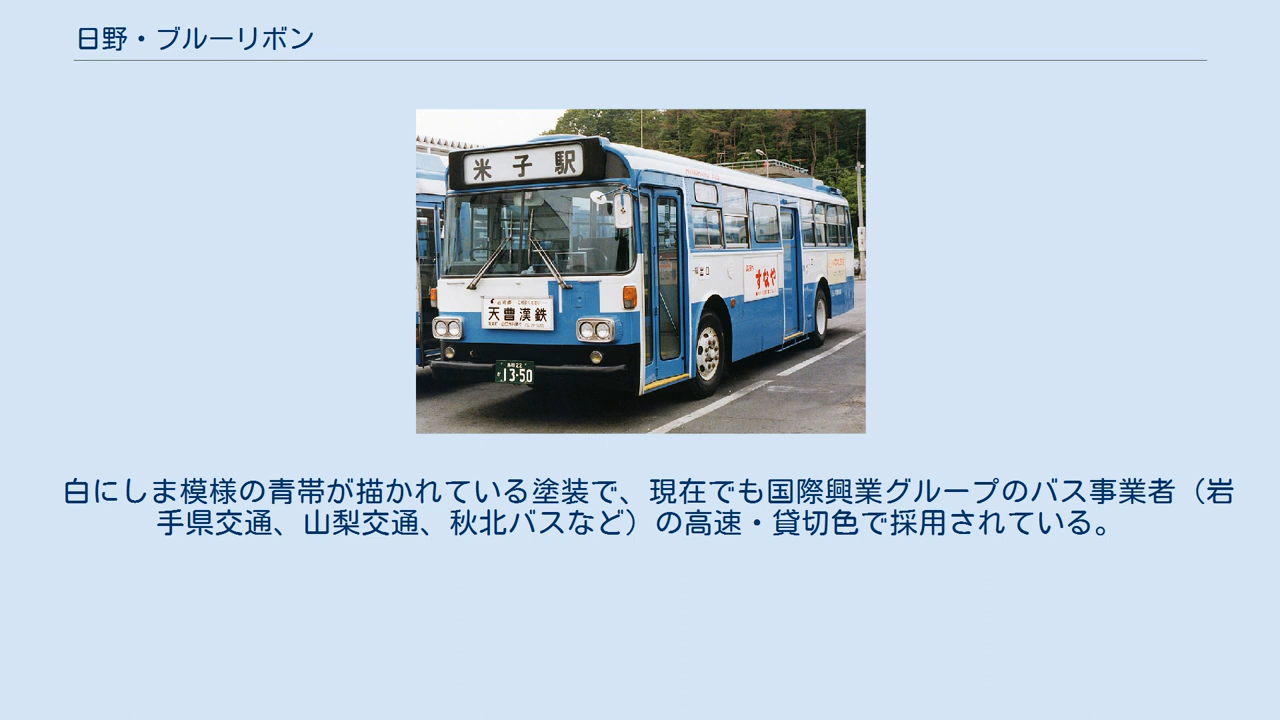 日野・ブルーリボン
米子駅
すなや
天曹漢鉄
13-50
白にしま模様の青帯が描かれている塗装で、現在でも国際興業グループのバス事業者（岩
手県交通、山梨交通、秋北バスなど）の高速・貸切色で採用されている。